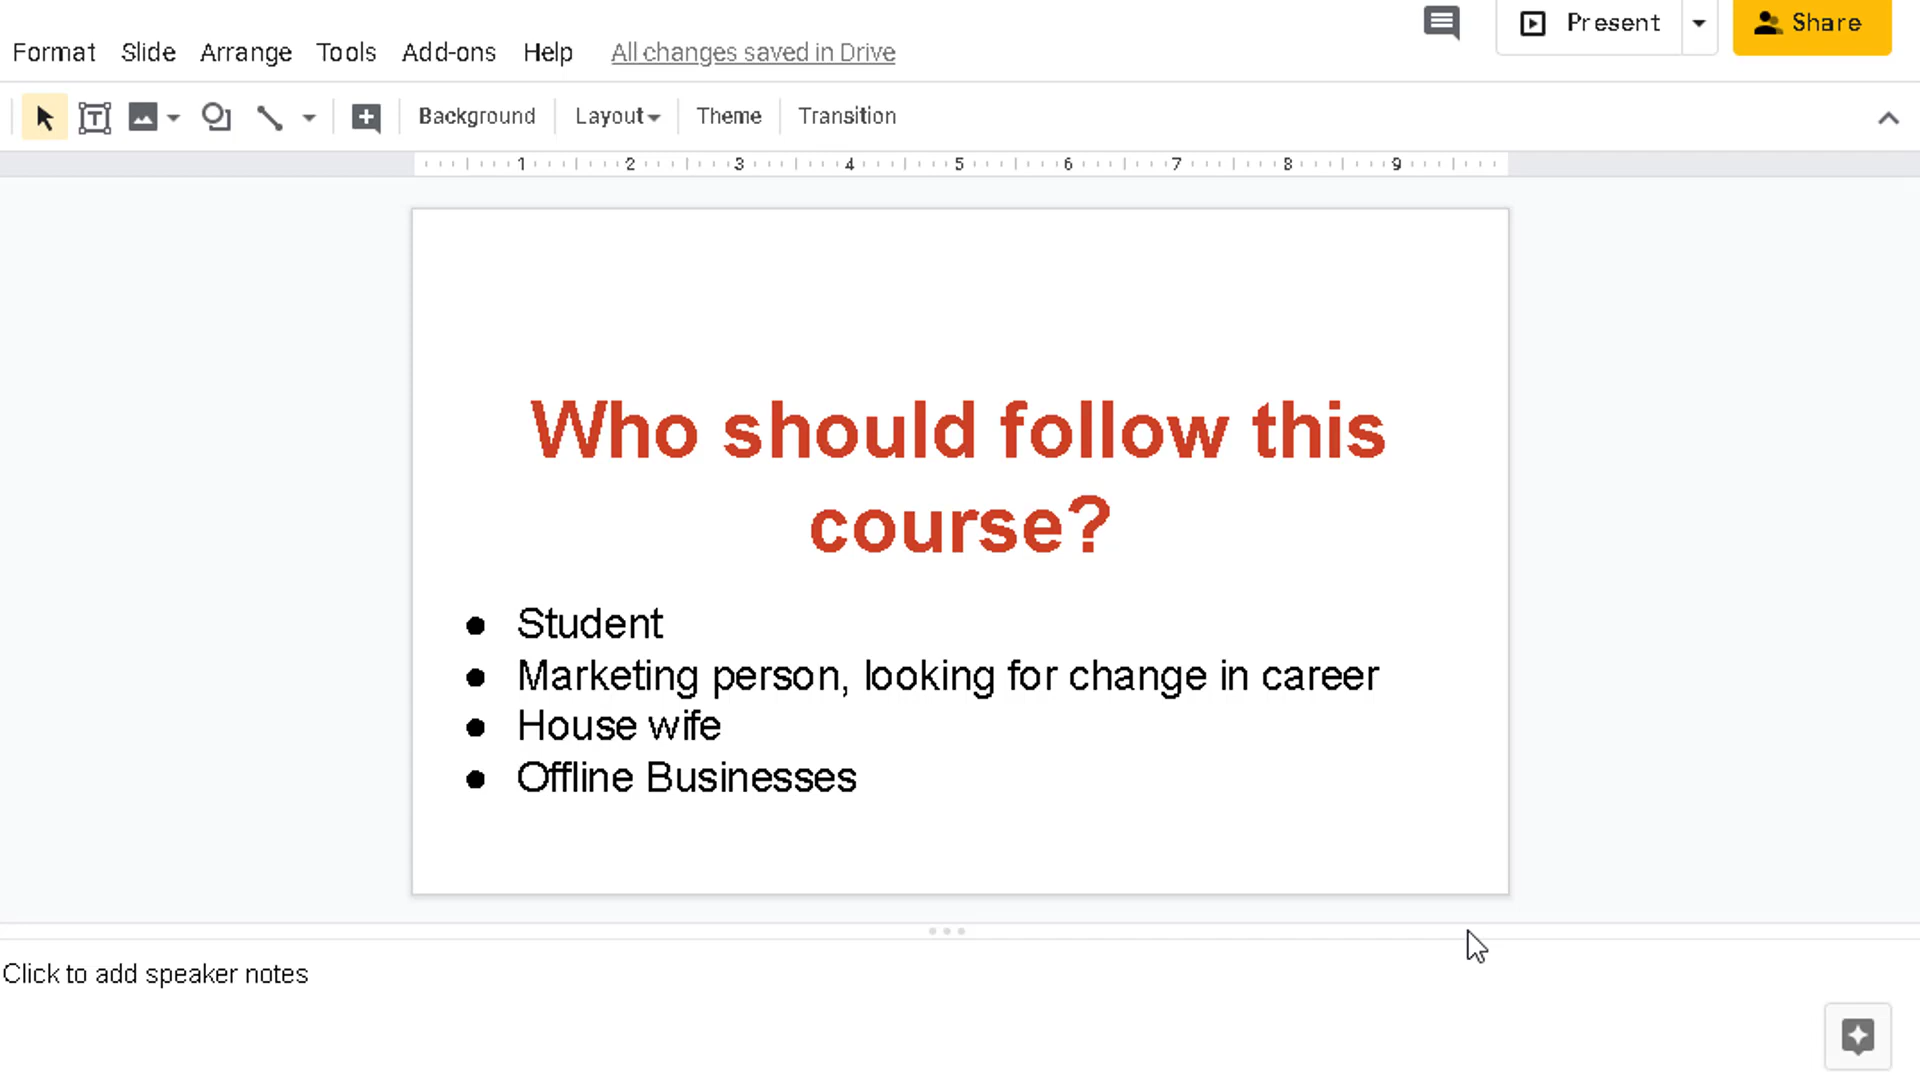 Present
Share
Format Slide Arrange Tools Add-ons Help All changes saved in Drive
Background Layout Theme Transition
1 2 3 4 5 6 7 8 9
Who should follow this
course?
● Student
● Marketing person, looking for change in career
● House wife
● Offline Businesses
Click to add speaker notes